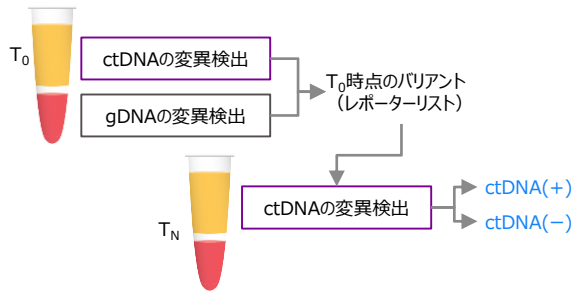 T₀
ctDNAの変異検出
gDNAの変異検出
T₀時点のバリアント
（レポーターリスト）
T_N
ctDNAの変異検出
ctDNA(+)
ctDNA(−)